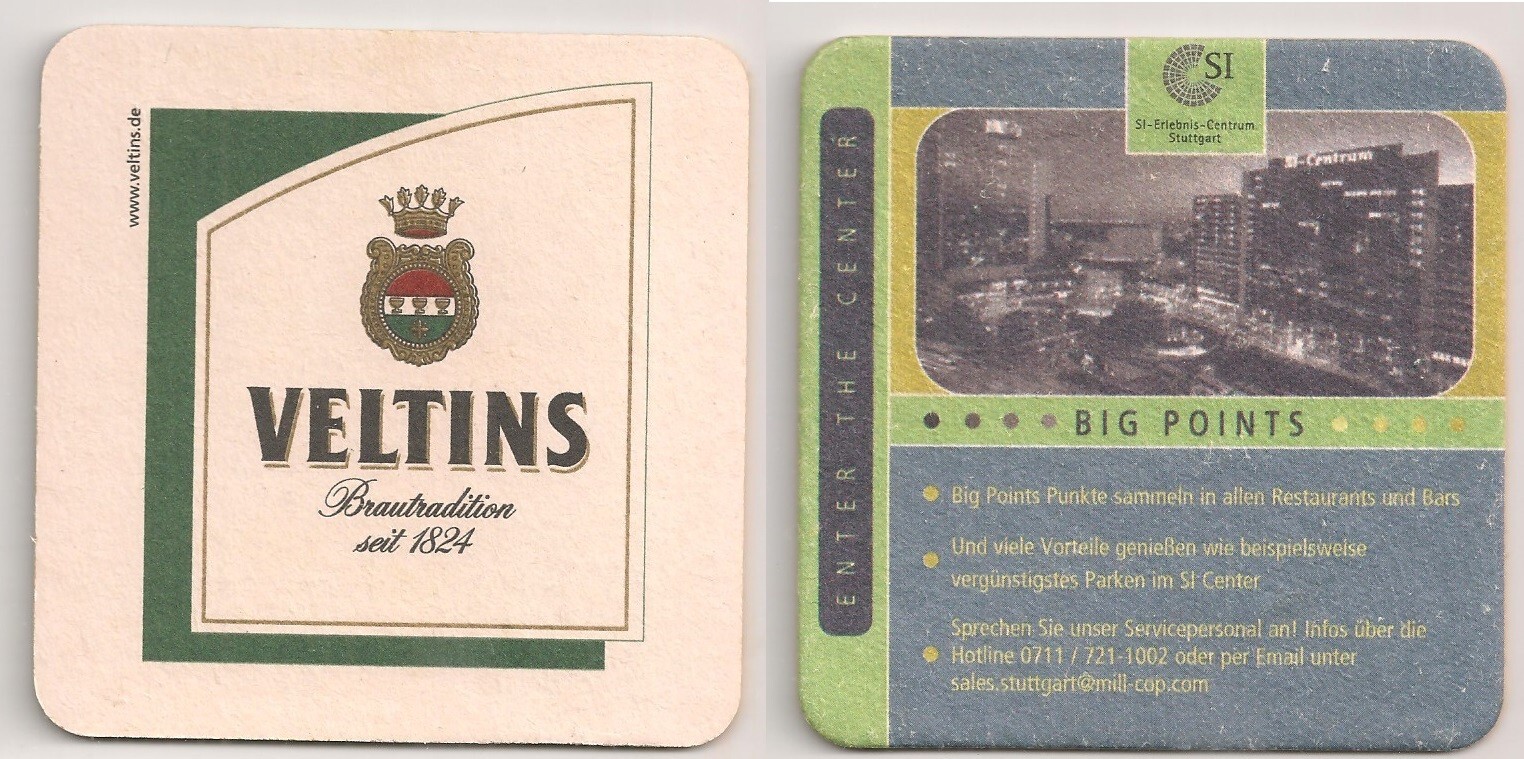 www.veltins.de
VELTINS
Brautradition
seit 1824
SI
SI-Erlebnis-Centrum
Stuttgart
SI-Centrum
ENTER THE CENTER
BIG POINTS
Big Points Punkte sammeln in allen Restaurants und Bars
Und viele Vorteile genießen wie beispielsweise
vergünstigstes Parken im SI Center
Sprechen Sie unser Servicepersonal an! Infos über die
Hotline 0711 / 721-1002 oder per Email unter
sales.stuttgart@mill-cop.com